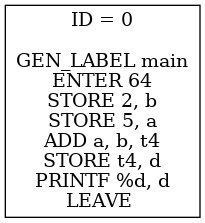 ID = 0
GEN_LABEL main
ENTER 64
STORE 2, b
STORE 5, a
ADD a, b, t4
STORE t4, d
PRINTF %d, d
LEAVE